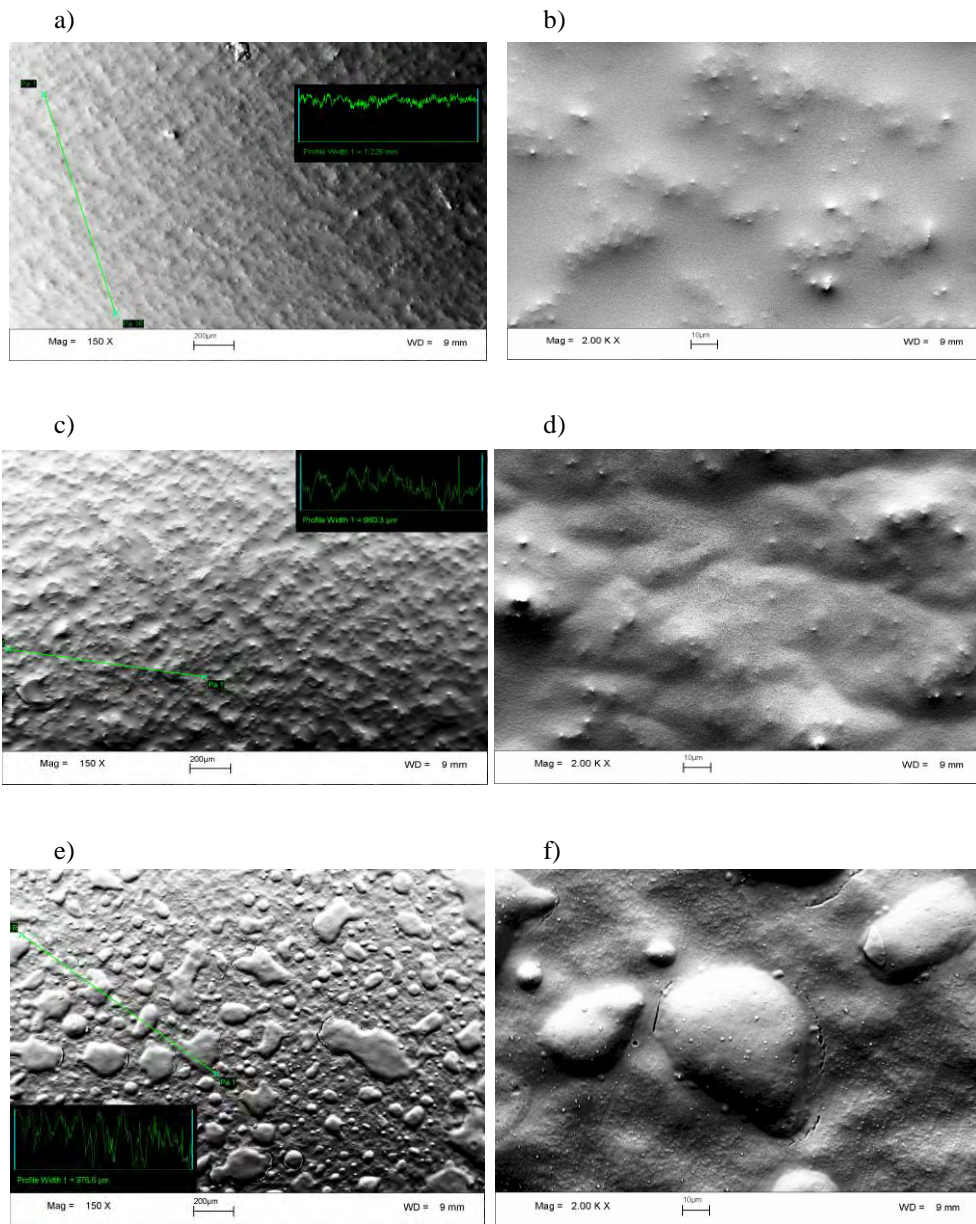 a)
b)
Pa 1
Profile Width 1 = 1.226 mm
Mag = 150 X
200µm
WD = 9 mm
Mag = 2.00 K X
10µm
WD = 9 mm
c)
d)
Profile Width 1 = 980.3 µm
Pa 1
Mag = 150 X
200µm
WD = 9 mm
Mag = 2.00 K X
10µm
WD = 9 mm
e)
f)
Pa 1
Profile Width 1 = 976.6 µm
Mag = 150 X
200µm
WD = 9 mm
Mag = 2.00 K X
10µm
WD = 9 mm